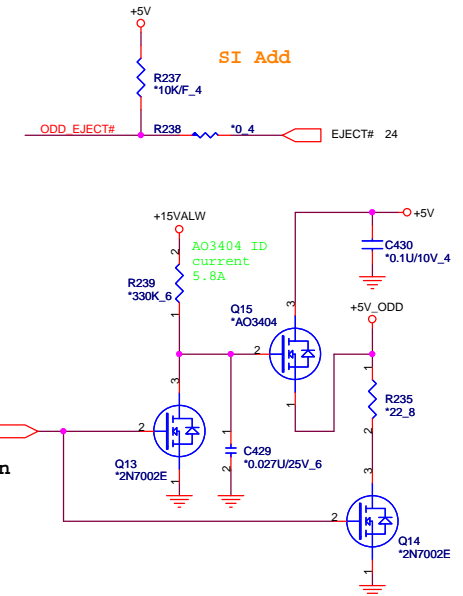 +5V
SI Add
R237
*10K/F_4
ODD_EJECT#
R238
*0_4
EJECT# 24
+15VALW
+5V
AO3404 ID
current
5.8A
C430
*0.1U/10V_4
2
R239
*330K_6
1
Q15
*AO3404
3
+5V_ODD
2
1
3
1
R235
*22_8
2
2
1
n
Q13
*2N7002E
1
C429
*0.027U/25V_6
2
3
2
Q14
*2N7002E
1